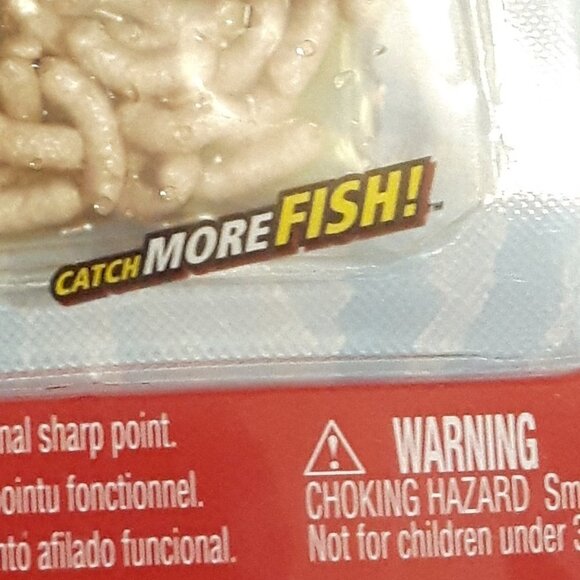 CATCH MORE FISH!™
nal sharp point.
ointu fonctionnel.
nto afilado funcional.
WARNING
CHOKING HAZARD Sm
Not for children under 3